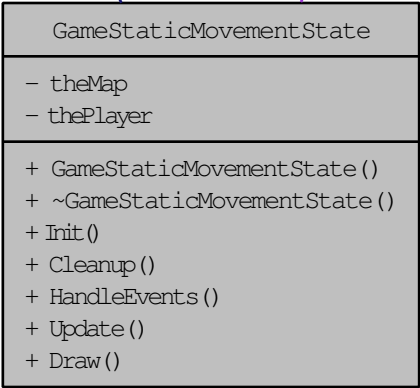 GameStaticMovementState
- theMap
- thePlayer
+ GameStaticMovementState()
+ ~GameStaticMovementState()
+ Init()
+ Cleanup()
+ HandleEvents()
+ Update()
+ Draw()